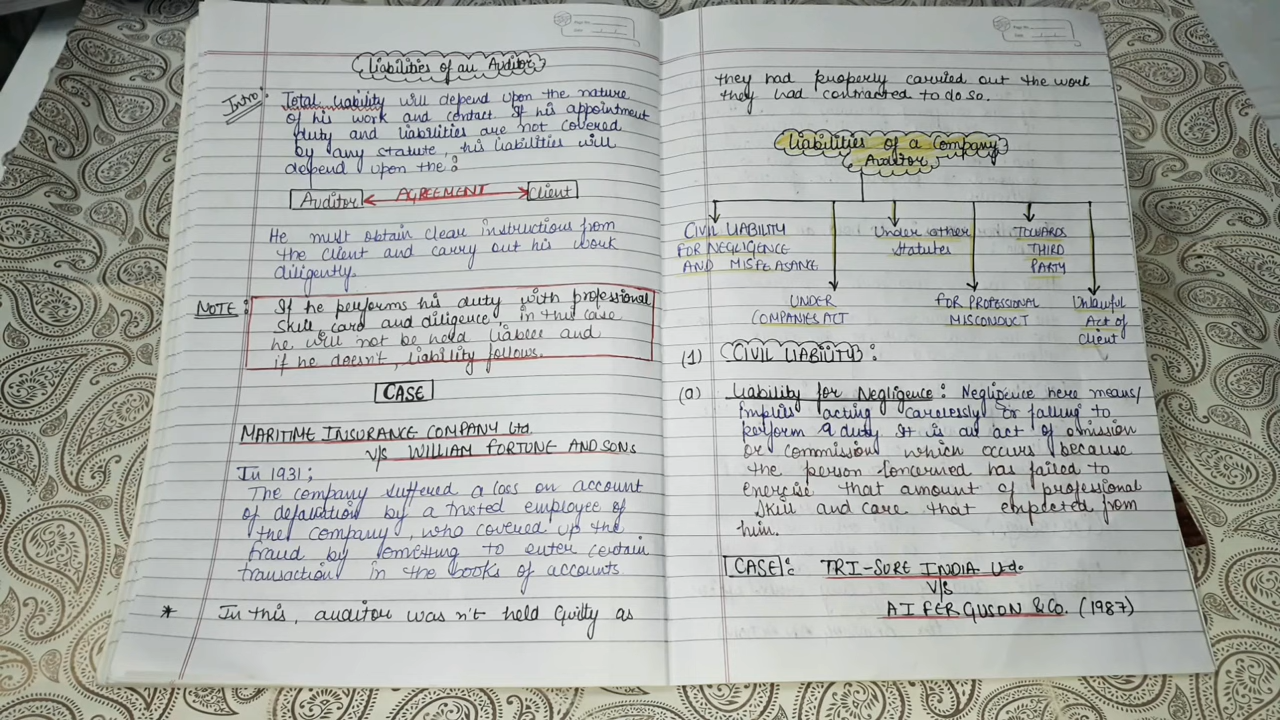 Liabilities of an Auditor
Intro:
Total liability will depend upon the nature
of his work and contact. If his appointment
duty and liabilities are not covered
by any statute, his liabilities will
depend upon the:
Auditor AGREEMENT Client
He must obtain clear instructions from
the client and carry out his work
diligently.
NOTE:
If he performs his duty with professional
skill, care and diligence, in this case
he will not be held liabee and
if he doesn't, liability follows.
CASE
MARITIME INSURANCE COMPANY Ltd.
V/s WILLIAM FORTUNE AND SONS
In 1931;
The company suffered a loss on account
of defaution by a trusted employee of
the company, who covered up the
fraud by emetting to enter certain
transaction in the books of accounts
* In this, auditor was n't held Guilty as
Page No.
Date
they had properly carried out the work
they had contracted to do so.
Liabilities of a Company
Auditor
CIVIL LIABILITY
FOR NEGLIGENCE
AND MISFEASANCE
UNDER
COMPANIES ACT
Under other
statutes
FOR PROFESSIONAL
MISCONDUCT
TOWARDS
THIRD
PARTY
Unlawful
Act of
Client
(1) CIVIL LIABILITY:
(a) Liability for Negligence: Negligence here means/
Implies acting carelessly or falling to
perform a duty. It is an act of omission
or commission which occurs because
the person concerned has failed to
exercise that amount of professional
skill and care that expected from
him.
CASE: TRI-SURE INDIA Ltd.
V/S
A.I FERGUSON & CO. (1987)